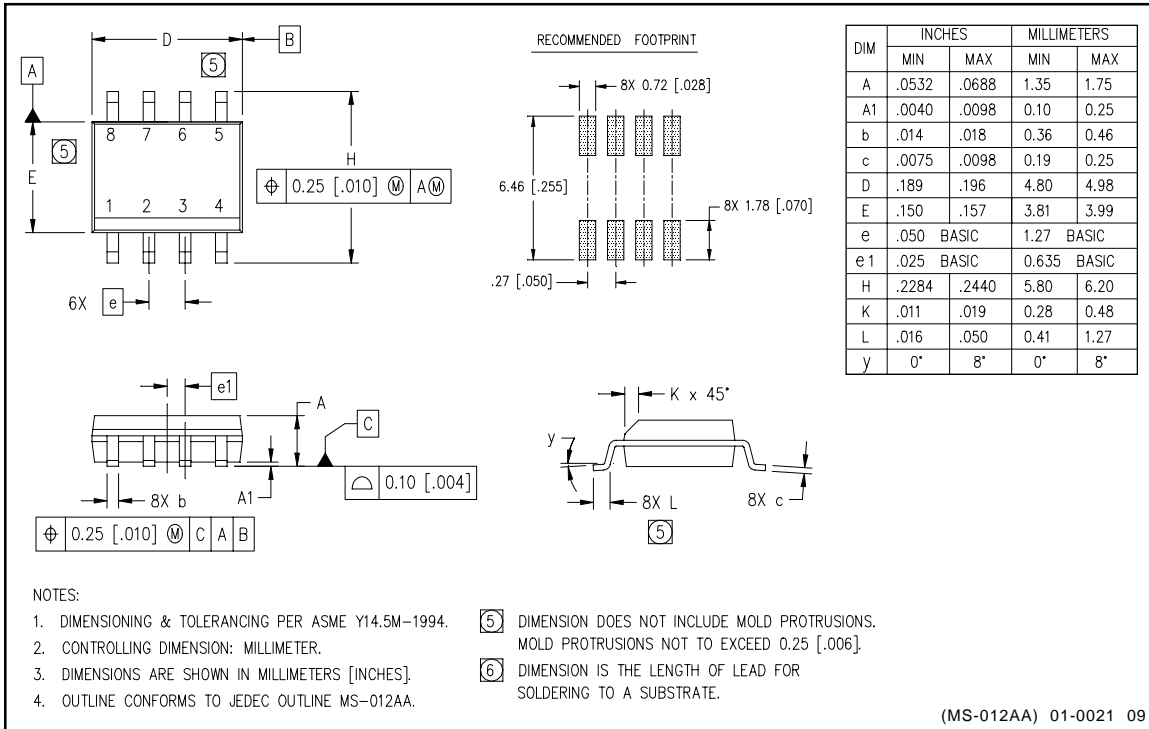 D
B
5
A
8 7 6 5
5
E
H
⌖ 0.25 [.010] Ⓜ AⓂ
1 2 3 4
6X e
RECOMMENDED FOOTPRINT
8X 0.72 [.028]
6.46 [.255]
8X 1.78 [.070]
.27 [.050]
DIM INCHES MILLIMETERS
MIN MAX MIN MAX
A .0532 .0688 1.35 1.75
A1 .0040 .0098 0.10 0.25
b .014 .018 0.36 0.46
c .0075 .0098 0.19 0.25
D .189 .196 4.80 4.98
E .150 .157 3.81 3.99
e .050 BASIC 1.27 BASIC
e1 .025 BASIC 0.635 BASIC
H .2284 .2440 5.80 6.20
K .011 .019 0.28 0.48
L .016 .050 0.41 1.27
y 0° 8° 0° 8°
e1
A
C
⌓ 0.10 [.004]
8X b
A1
⌖ 0.25 [.010] Ⓜ C A B
K x 45°
y
8X L
8X c
5
NOTES:
1. DIMENSIONING & TOLERANCING PER ASME Y14.5M-1994.
2. CONTROLLING DIMENSION: MILLIMETER.
3. DIMENSIONS ARE SHOWN IN MILLIMETERS [INCHES].
4. OUTLINE CONFORMS TO JEDEC OUTLINE MS-012AA.
5 DIMENSION DOES NOT INCLUDE MOLD PROTRUSIONS.
MOLD PROTRUSIONS NOT TO EXCEED 0.25 [.006].
6 DIMENSION IS THE LENGTH OF LEAD FOR
SOLDERING TO A SUBSTRATE.
(MS-012AA) 01-0021 09